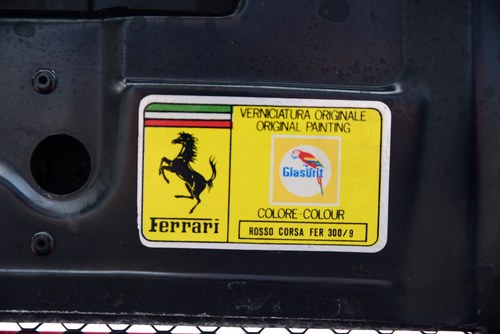 VERNICIATURA ORIGINALE
ORIGINAL PAINTING
Glasurit
COLORE-COLOUR
ROSSO CORSA FER 300/9
Ferrari